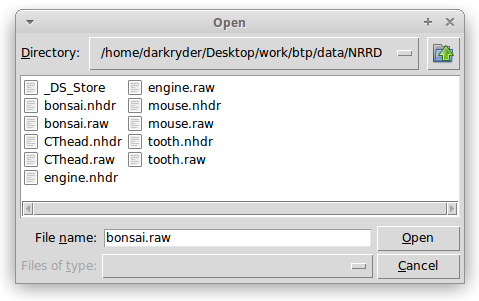 Open
Directory: /home/darkryder/Desktop/work/btp/data/NRRD
_DS_Store engine.raw
bonsai.nhdr mouse.nhdr
bonsai.raw mouse.raw
CThead.nhdr tooth.nhdr
CThead.raw tooth.raw
engine.nhdr
File name: bonsai.raw Open
Files of type: Cancel